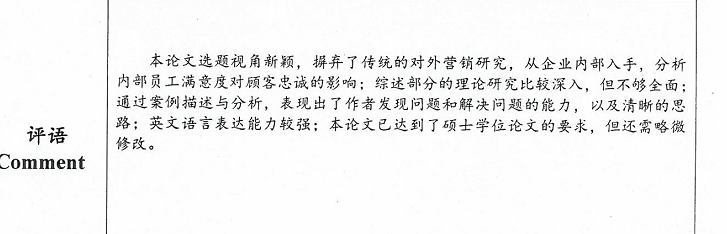 本论文选题视角新颖，摒弃了传统的对外营销研究，从企业内部入手，分析
内部员工满意度对顾客忠诚的影响；综述部分的理论研究比较深入，但不够全面；
通过案例描述与分析，表现出了作者发现问题和解决问题的能力，以及清晰的思
路；英文语言表达能力较强；本论文已达到了硕士学位论文的要求，但还需略微
修改。
评语
Comment